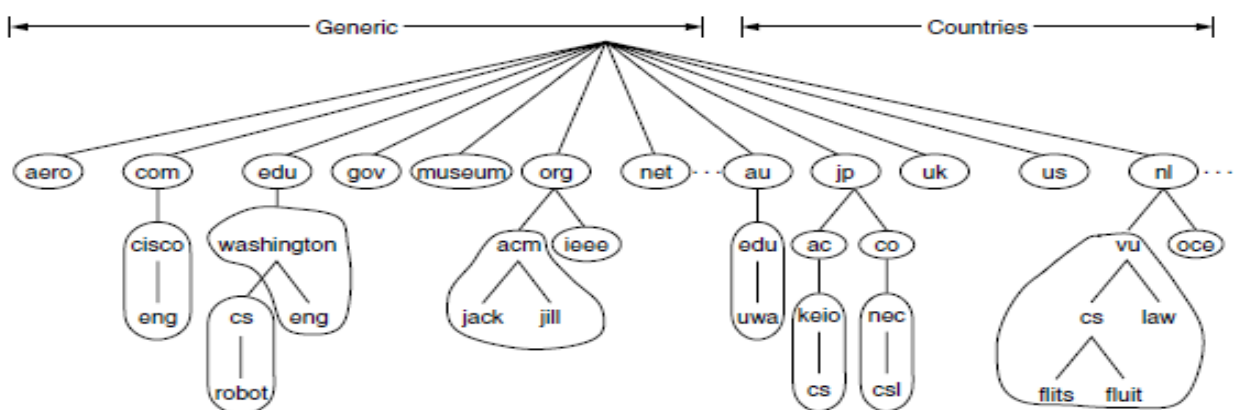 Generic Countries
aero com edu gov museum org net ... au jp uk us nl ...
cisco washington acm ieee edu ac co vu oce
eng cs eng jack jill uwa keio nec cs law
robot cs csl flits fluit